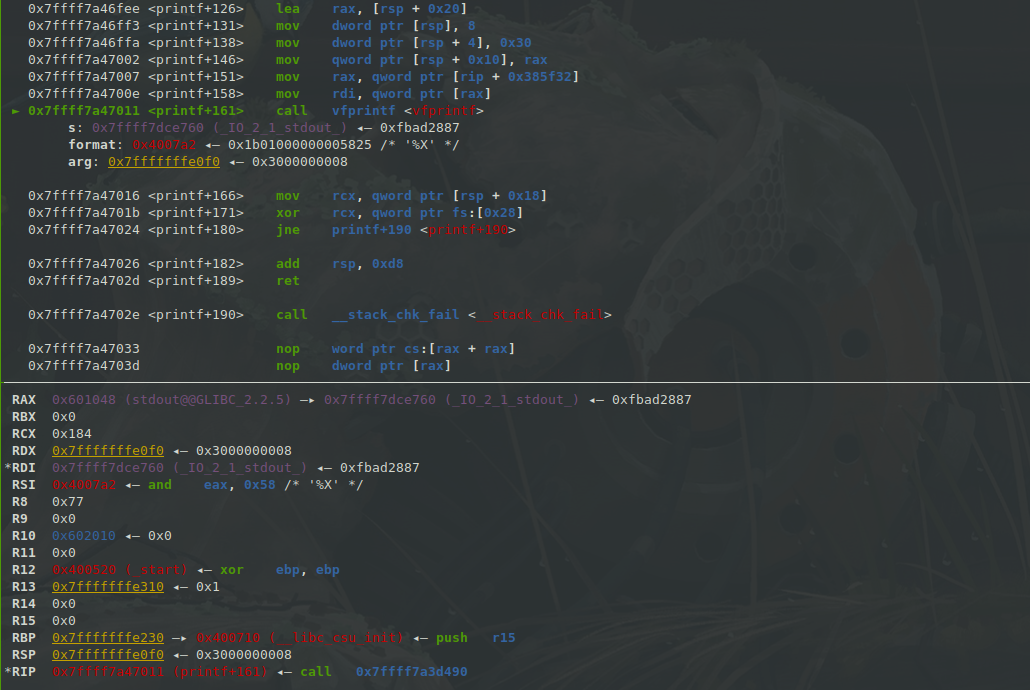 0x7ffff7a46fee <printf+126> lea rax, [rsp + 0x20]
0x7ffff7a46ff3 <printf+131> mov dword ptr [rsp], 8
0x7ffff7a46ffa <printf+138> mov dword ptr [rsp + 4], 0x30
0x7ffff7a47002 <printf+146> mov qword ptr [rsp + 0x10], rax
0x7ffff7a47007 <printf+151> mov rax, qword ptr [rip + 0x385f32]
0x7ffff7a4700e <printf+158> mov rdi, qword ptr [rax]
► 0x7ffff7a47011 <printf+161> call vfprintf <vfprintf>
s: 0x7ffff7dce760 (_IO_2_1_stdout_) ◂— 0xfbad2887
format: 0x4007a2 ◂— 0x1b01000000005825 /* '%X' */
arg: 0x7fffffffe0f0 ◂— 0x3000000008
0x7ffff7a47016 <printf+166> mov rcx, qword ptr [rsp + 0x18]
0x7ffff7a4701b <printf+171> xor rcx, qword ptr fs:[0x28]
0x7ffff7a47024 <printf+180> jne printf+190 <printf+190>
0x7ffff7a47026 <printf+182> add rsp, 0xd8
0x7ffff7a4702d <printf+189> ret
0x7ffff7a4702e <printf+190> call __stack_chk_fail <__stack_chk_fail>
0x7ffff7a47033 nop word ptr cs:[rax + rax]
0x7ffff7a4703d nop dword ptr [rax]
RAX 0x601048 (stdout@@GLIBC_2.2.5) —▸ 0x7ffff7dce760 (_IO_2_1_stdout_) ◂— 0xfbad2887
RBX 0x0
RCX 0x184
RDX 0x7fffffffe0f0 ◂— 0x3000000008
*RDI 0x7ffff7dce760 (_IO_2_1_stdout_) ◂— 0xfbad2887
RSI 0x4007a2 ◂— and eax, 0x58 /* '%X' */
R8 0x77
R9 0x0
R10 0x602010 ◂— 0x0
R11 0x0
R12 0x400520 (_start) ◂— xor ebp, ebp
R13 0x7fffffffe310 ◂— 0x1
R14 0x0
R15 0x0
RBP 0x7fffffffe230 —▸ 0x400710 (__libc_csu_init) ◂— push r15
RSP 0x7fffffffe0f0 ◂— 0x3000000008
*RIP 0x7ffff7a47011 (printf+161) ◂— call 0x7ffff7a3d490